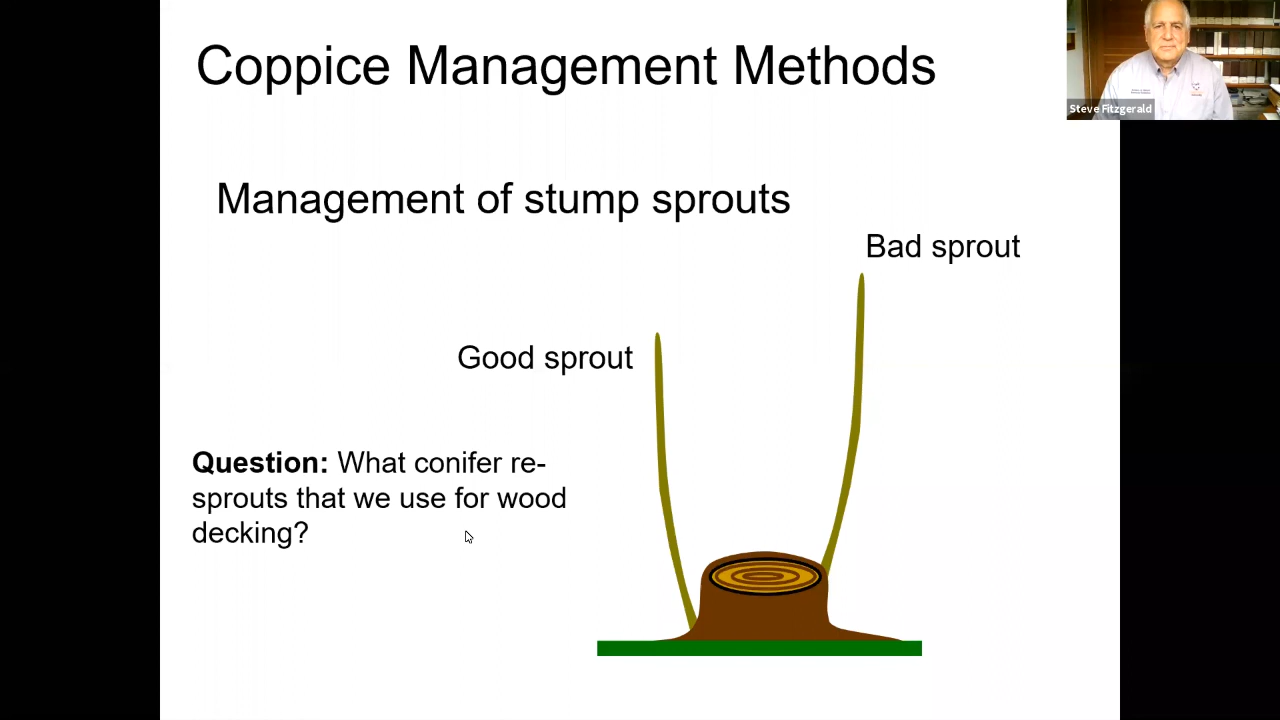 Coppice Management Methods
Steve Fitzgerald
Management of stump sprouts
Bad sprout
Good sprout
Question: What conifer re-
sprouts that we use for wood
decking?